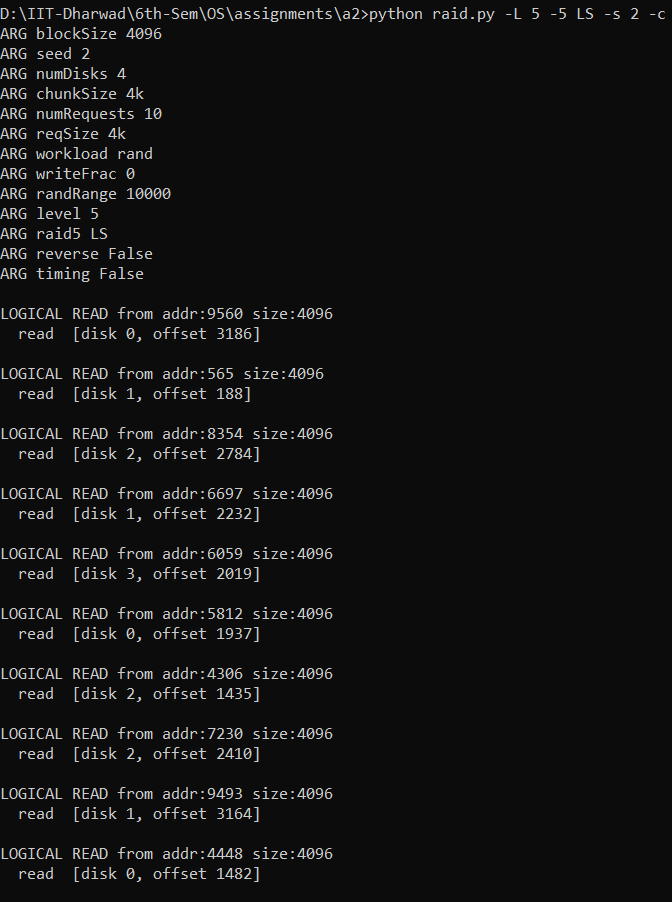 D:\IIT-Dharwad\6th-Sem\OS\assignments\a2>python raid.py -L 5 -5 LS -s 2 -c
ARG blockSize 4096
ARG seed 2
ARG numDisks 4
ARG chunkSize 4k
ARG numRequests 10
ARG reqSize 4k
ARG workload rand
ARG writeFrac 0
ARG randRange 10000
ARG level 5
ARG raid5 LS
ARG reverse False
ARG timing False
LOGICAL READ from addr:9560 size:4096
read [disk 0, offset 3186]
LOGICAL READ from addr:565 size:4096
read [disk 1, offset 188]
LOGICAL READ from addr:8354 size:4096
read [disk 2, offset 2784]
LOGICAL READ from addr:6697 size:4096
read [disk 1, offset 2232]
LOGICAL READ from addr:6059 size:4096
read [disk 3, offset 2019]
LOGICAL READ from addr:5812 size:4096
read [disk 0, offset 1937]
LOGICAL READ from addr:4306 size:4096
read [disk 2, offset 1435]
LOGICAL READ from addr:7230 size:4096
read [disk 2, offset 2410]
LOGICAL READ from addr:9493 size:4096
read [disk 1, offset 3164]
LOGICAL READ from addr:4448 size:4096
read [disk 0, offset 1482]